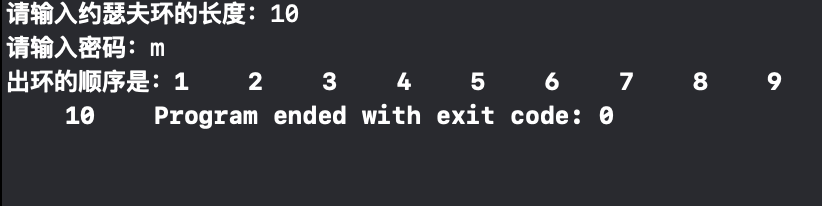 请输入约瑟夫环的长度：10
请输入密码：m
出环的顺序是：1    2    3    4    5    6    7    8    9
    10    Program ended with exit code: 0